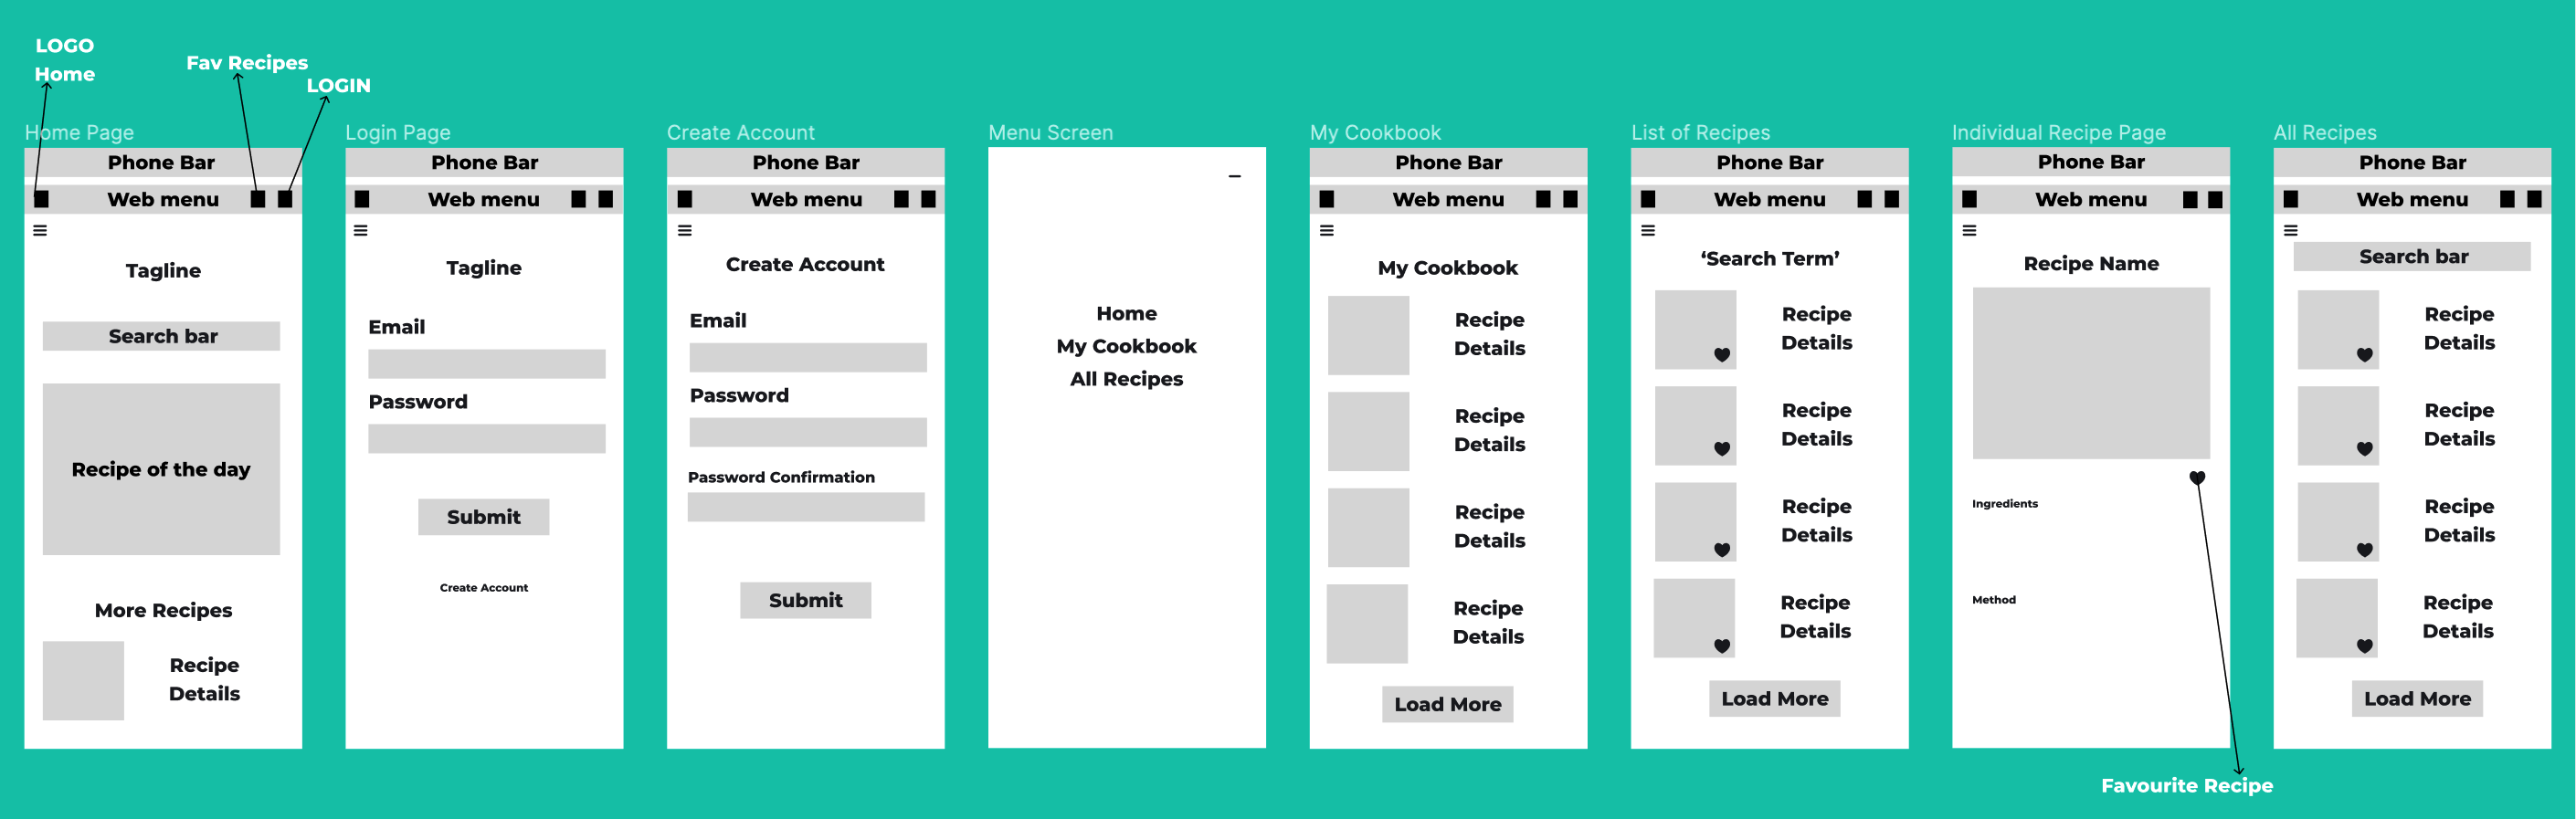 LOGO
Home
Fav Recipes
LOGIN
Home Page
Phone Bar
Web menu
Tagline
Search bar
Recipe of the day
More Recipes
Recipe
Details
Login Page
Phone Bar
Web menu
Tagline
Email
Password
Submit
Create Account
Create Account
Phone Bar
Web menu
Create Account
Email
Password
Password Confirmation
Submit
Menu Screen
Home
My Cookbook
All Recipes
My Cookbook
Phone Bar
Web menu
My Cookbook
Recipe
Details
Recipe
Details
Recipe
Details
Recipe
Details
Load More
List of Recipes
Phone Bar
Web menu
‘Search Term’
Recipe
Details
Recipe
Details
Recipe
Details
Recipe
Details
Load More
Individual Recipe Page
Phone Bar
Web menu
Recipe Name
Ingredients
Method
Favourite Recipe
All Recipes
Phone Bar
Web menu
Search bar
Recipe
Details
Recipe
Details
Recipe
Details
Recipe
Details
Load More